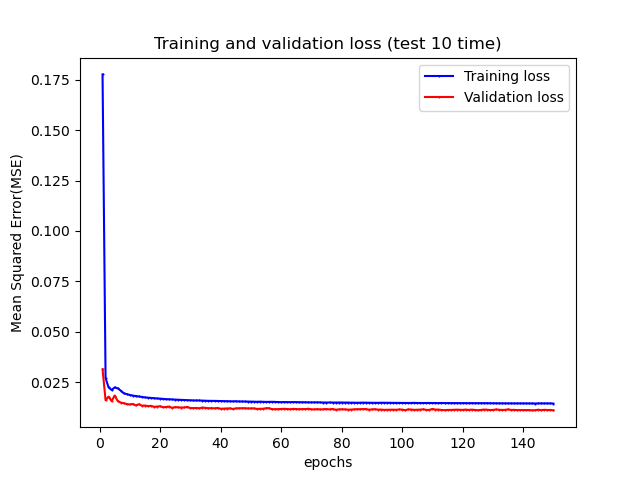 Training and validation loss (test 10 time)
Training loss
Validation loss
Mean Squared Error(MSE)
0.175
0.150
0.125
0.100
0.075
0.050
0.025
0 20 40 60 80 100 120 140
epochs